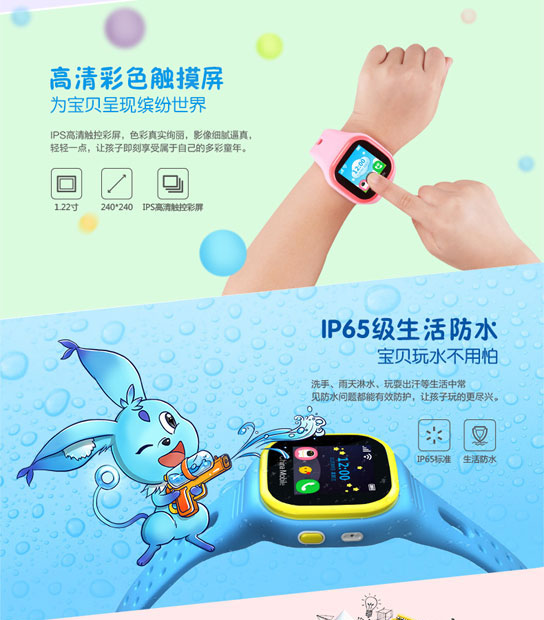 高清彩色触摸屏
为宝贝呈现缤纷世界
IPS高清触控彩屏，色彩真实绚丽，影像细腻逼真，
轻轻一点，让孩子即刻享受属于自己的多彩童年。
1.22寸
240*240
IPS高清触控彩屏
12:00
IP65级生活防水
宝贝玩水不用怕
洗手、雨天淋水、玩耍出汗等生活中常
见防水问题都能有效防护，让孩子玩的更尽兴。
IP65标准
生活防水
12:00